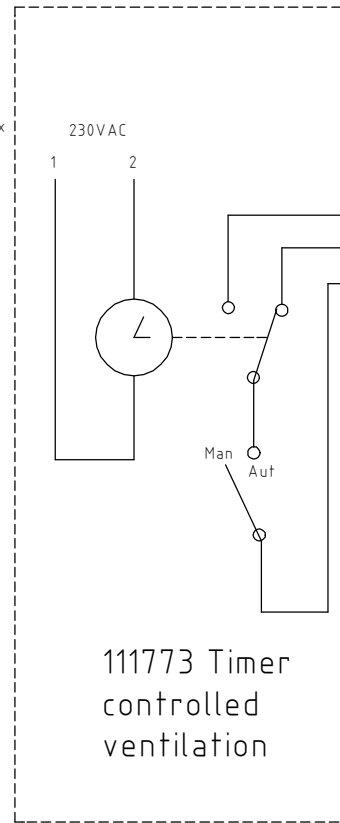 x
230VAC
1 2
Man
Aut
111773 Timer
controlled
ventilation